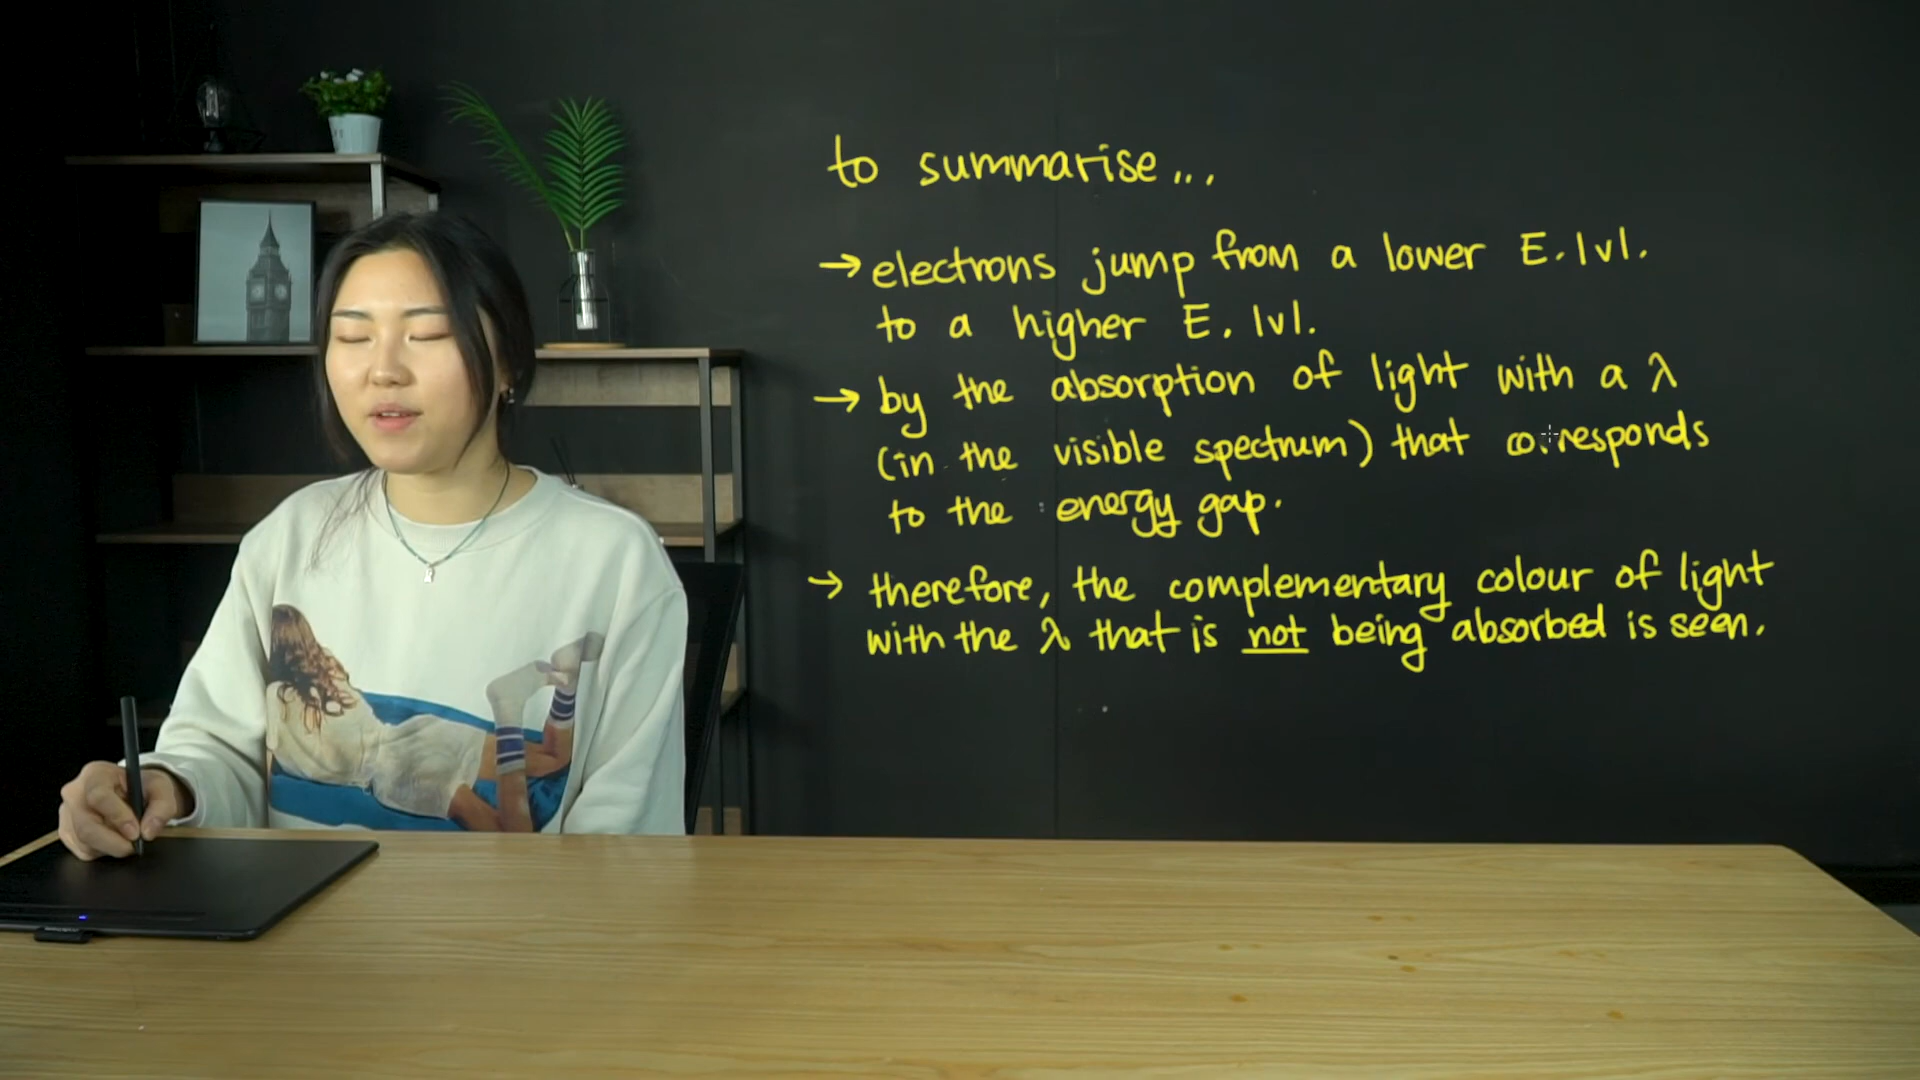 to summarise...
→ electrons jump from a lower E. lvl.
to a higher E. lvl.
→ by the absorption of light with a λ
(in the visible spectrum) that corresponds
to the energy gap.
→ therefore, the complementary colour of light
with the λ that is not being absorbed is seen.